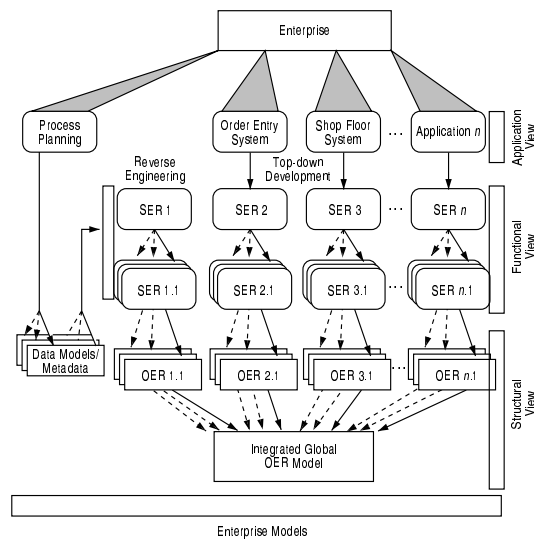 Enterprise
Process
Planning
Order Entry
System
Shop Floor
System
...
Application n
Application
View
Reverse
Engineering
Top-down
Development
SER 1
SER 2
SER 3
...
SER n
Functional
View
SER 1.1
SER 2.1
SER 3.1
...
SER n.1
Data Models/
Metadata
OER 1.1
OER 2.1
OER 3.1
...
OER n.1
Structural
View
Integrated Global
OER Model
Enterprise Models